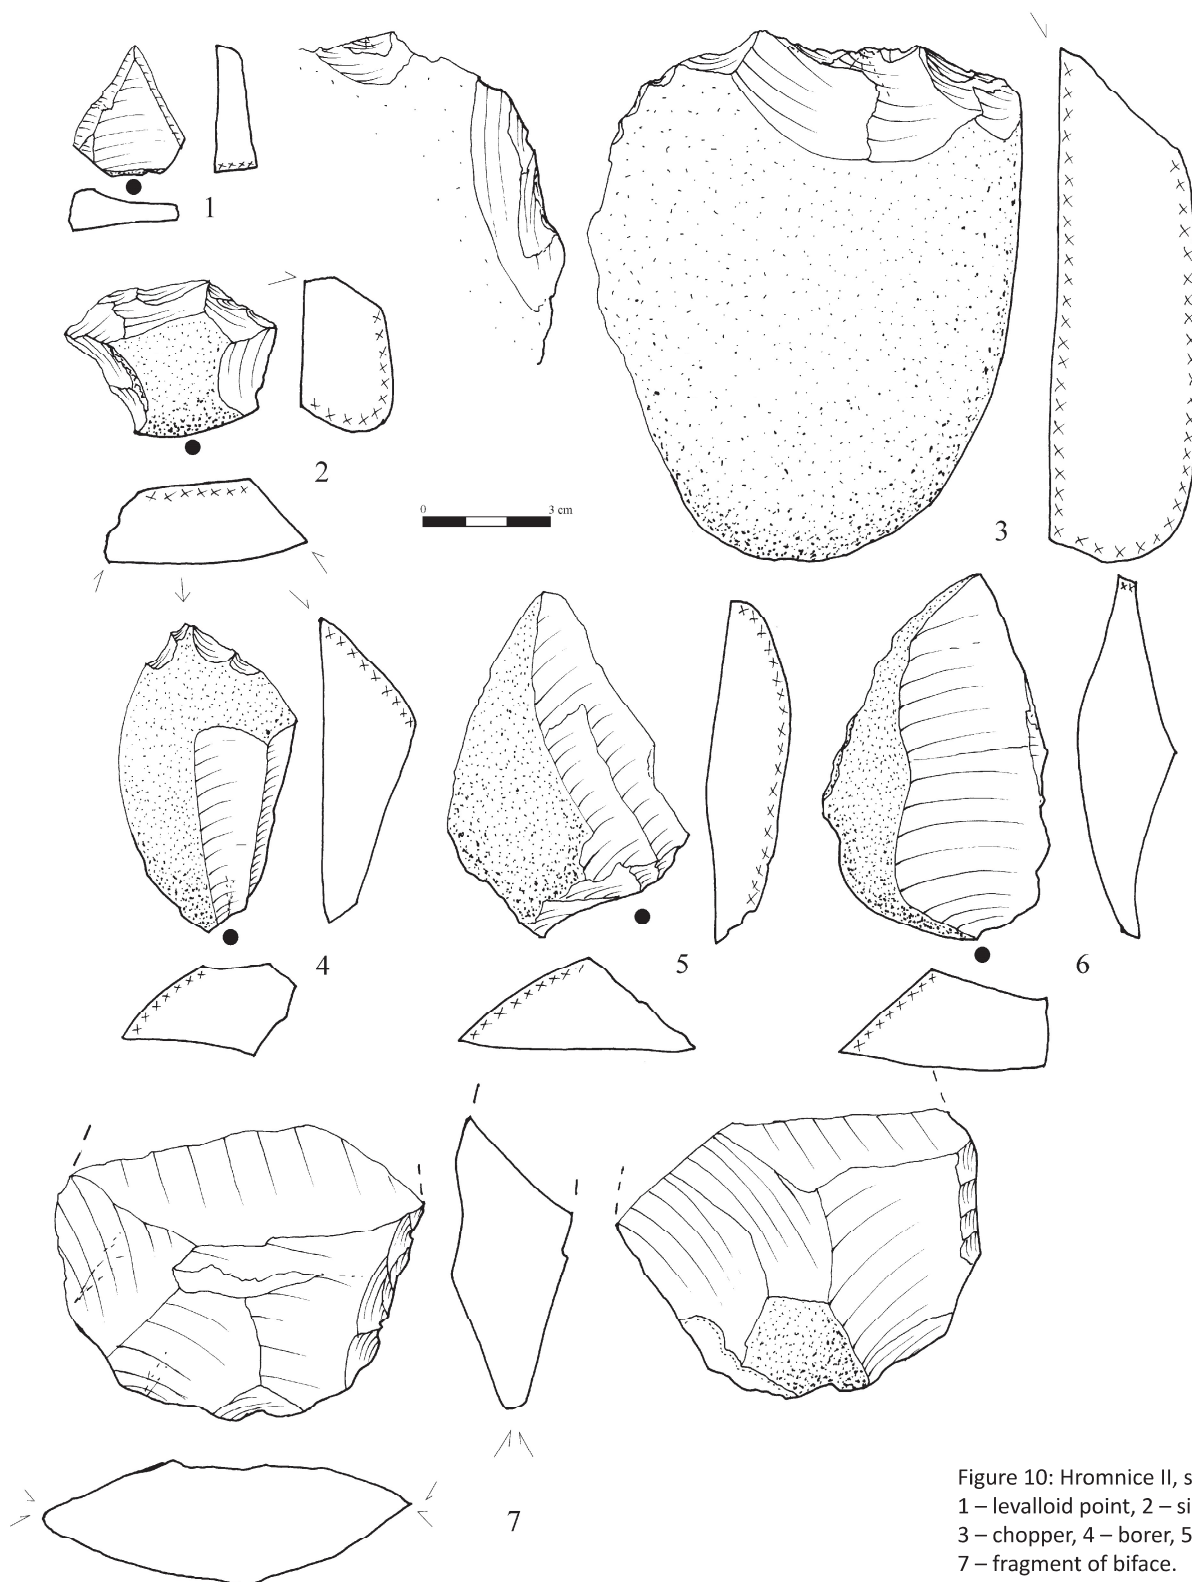 1
2
0 3 cm
3
4
5
6
7
Figure 10: Hromnice II, s
1 – levalloid point, 2 – si
3 – chopper, 4 – borer, 5
7 – fragment of biface.